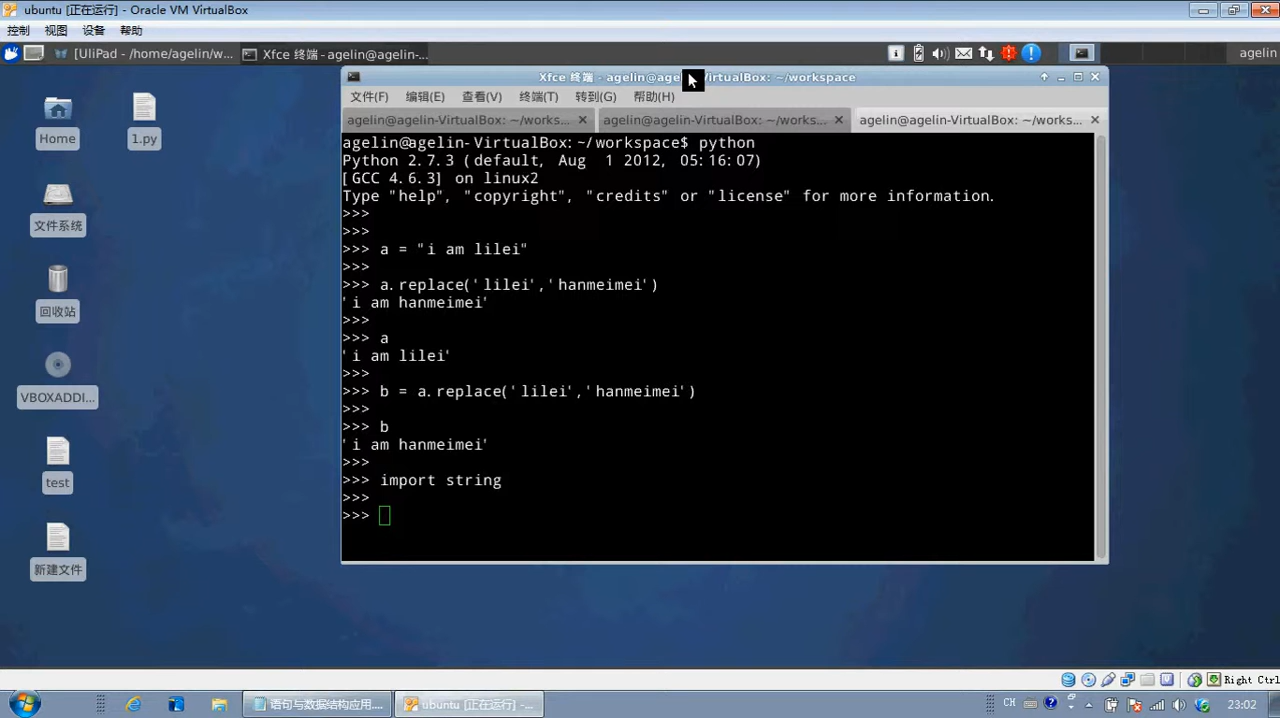 ubuntu [正在运行] - Oracle VM VirtualBox
控制 视图 设备 帮助
[UliPad - /home/agelin/w... Xfce 终端 - agelin@agelin-... agelin
Xfce 终端 - agelin@age VirtualBox: ~/workspace
文件(F) 编辑(E) 查看(V) 终端(T) 转到(G) 帮助(H)
agelin@agelin-VirtualBox: ~/works... agelin@agelin-VirtualBox: ~/works... agelin@agelin-VirtualBox: ~/works...
agelin@agelin-VirtualBox:~/workspace$ python
Python 2.7.3 (default, Aug  1 2012, 05:16:07)
[GCC 4.6.3] on linux2
Type "help", "copyright", "credits" or "license" for more information.
>>>
>>>
>>> a = "i am lilei"
>>>
>>> a.replace('lilei','hanmeimei')
'i am hanmeimei'
>>>
>>> a
'i am lilei'
>>>
>>> b = a.replace('lilei','hanmeimei')
>>>
>>> b
'i am hanmeimei'
>>>
>>> import string
>>>
>>>
Home
1.py
文件系统
回收站
VBOXADDI...
test
新建文件
Right Ctrl
语句与数据结构应用... ubuntu [正在运行] -... CH 23:02